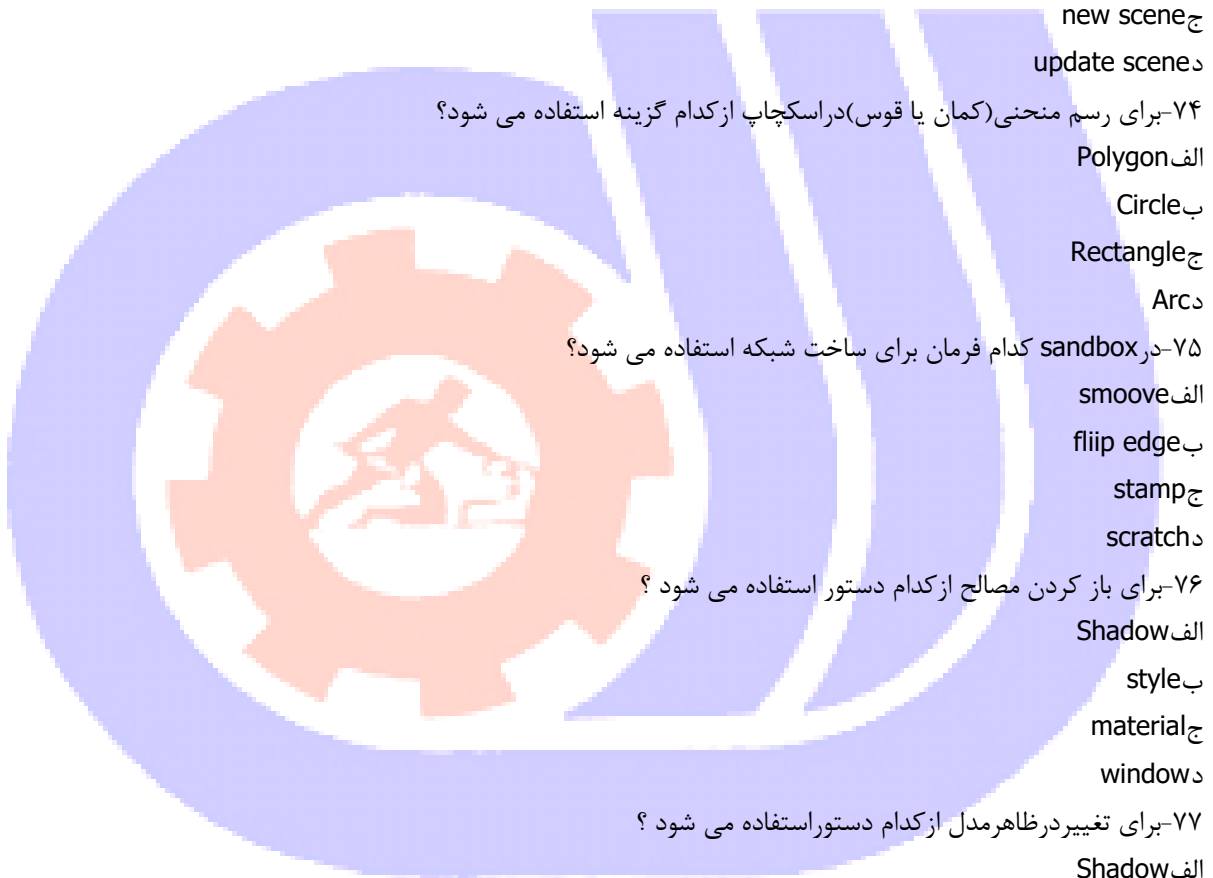 جnew scene
دupdate scene
۷۴-برای رسم منحنی(کمان یا قوس)دراسکچاپ ازکدام گزینه استفاده می شود؟
الفPolygon
بCircle
جRectangle
دArc
۷۵-درsandbox کدام فرمان برای ساخت شبکه استفاده می شود؟
الفsmoove
بfliip edge
جstamp
دscratch
۷۶-برای باز کردن مصالح ازکدام دستور استفاده می شود ؟
الفShadow
بstyle
جmaterial
دwindow
۷۷-برای تغییردرظاهرمدل ازکدام دستوراستفاده می شود ؟
الفShadow